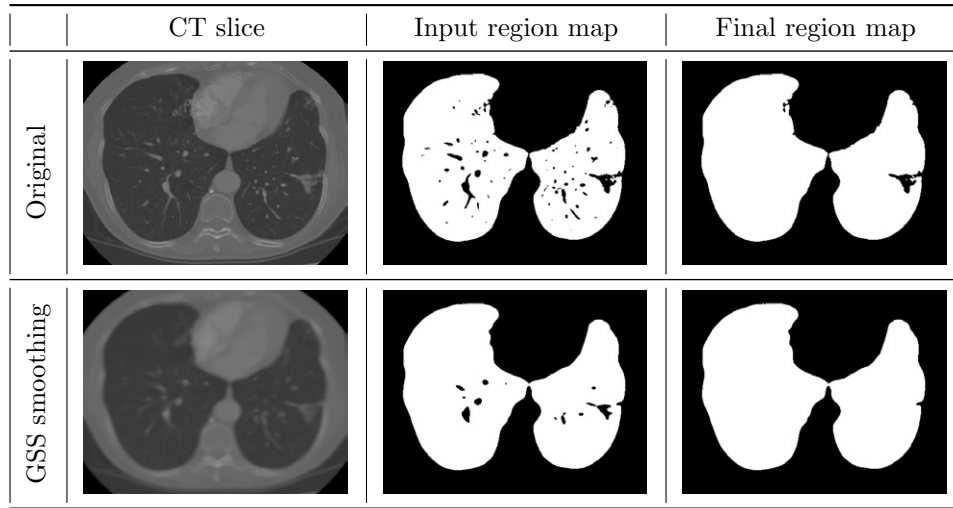 CT slice
Input region map
Final region map
Original
GSS smoothing